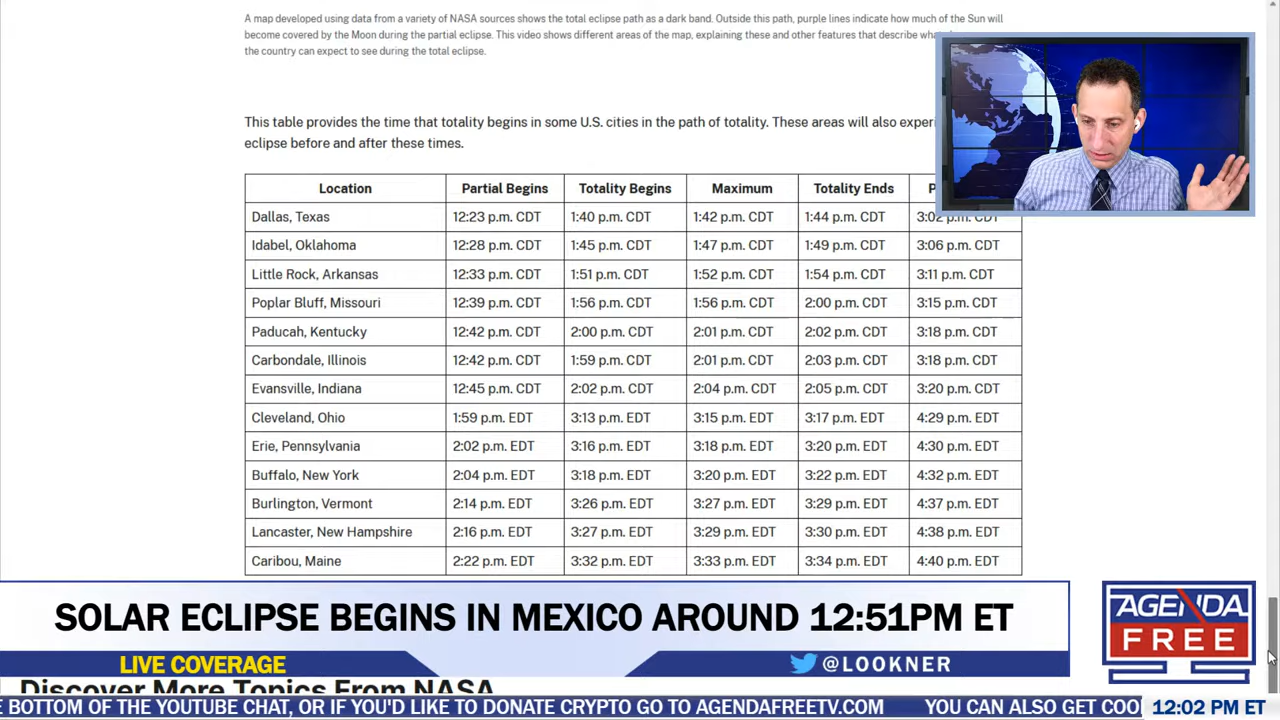 A map developed using data from a variety of NASA sources shows the total eclipse path as a dark band. Outside this path, purple lines indicate how much of the Sun will
become covered by the Moon during the partial eclipse. This video shows different areas of the map, explaining these and other features that describe
the country can expect to see during the total eclipse.
This table provides the time that totality begins in some U.S. cities in the path of totality. These areas will also
eclipse before and after these times.
Location Partial Begins Totality Begins Maximum Totality Ends
Dallas, Texas 12:23 p.m. CDT 1:40 p.m. CDT 1:42 p.m. CDT 1:44 p.m. CDT 3:02 p.m. CDT
Idabel, Oklahoma 12:28 p.m. CDT 1:45 p.m. CDT 1:47 p.m. CDT 1:49 p.m. CDT 3:06 p.m. CDT
Little Rock, Arkansas 12:33 p.m. CDT 1:51 p.m. CDT 1:52 p.m. CDT 1:54 p.m. CDT 3:11 p.m. CDT
Poplar Bluff, Missouri 12:39 p.m. CDT 1:56 p.m. CDT 1:56 p.m. CDT 2:00 p.m. CDT 3:15 p.m. CDT
Paducah, Kentucky 12:42 p.m. CDT 2:00 p.m. CDT 2:01 p.m. CDT 2:02 p.m. CDT 3:18 p.m. CDT
Carbondale, Illinois 12:42 p.m. CDT 1:59 p.m. CDT 2:01 p.m. CDT 2:03 p.m. CDT 3:18 p.m. CDT
Evansville, Indiana 12:45 p.m. CDT 2:02 p.m. CDT 2:04 p.m. CDT 2:05 p.m. CDT 3:20 p.m. CDT
Cleveland, Ohio 1:59 p.m. EDT 3:13 p.m. EDT 3:15 p.m. EDT 3:17 p.m. EDT 4:29 p.m. EDT
Erie, Pennsylvania 2:02 p.m. EDT 3:16 p.m. EDT 3:18 p.m. EDT 3:20 p.m. EDT 4:30 p.m. EDT
Buffalo, New York 2:04 p.m. EDT 3:18 p.m. EDT 3:20 p.m. EDT 3:22 p.m. EDT 4:32 p.m. EDT
Burlington, Vermont 2:14 p.m. EDT 3:26 p.m. EDT 3:27 p.m. EDT 3:29 p.m. EDT 4:37 p.m. EDT
Lancaster, New Hampshire 2:16 p.m. EDT 3:27 p.m. EDT 3:29 p.m. EDT 3:30 p.m. EDT 4:38 p.m. EDT
Caribou, Maine 2:22 p.m. EDT 3:32 p.m. EDT 3:33 p.m. EDT 3:34 p.m. EDT 4:40 p.m. EDT
SOLAR ECLIPSE BEGINS IN MEXICO AROUND 12:51PM ET
AGENDA
FREE
LIVE COVERAGE @LOOKNER
Discover More Topics From NASA
E BOTTOM OF THE YOUTUBE CHAT, OR IF YOU'D LIKE TO DONATE CRYPTO GO TO AGENDAFREETV.COM YOU CAN ALSO GET COO 12:02 PM ET